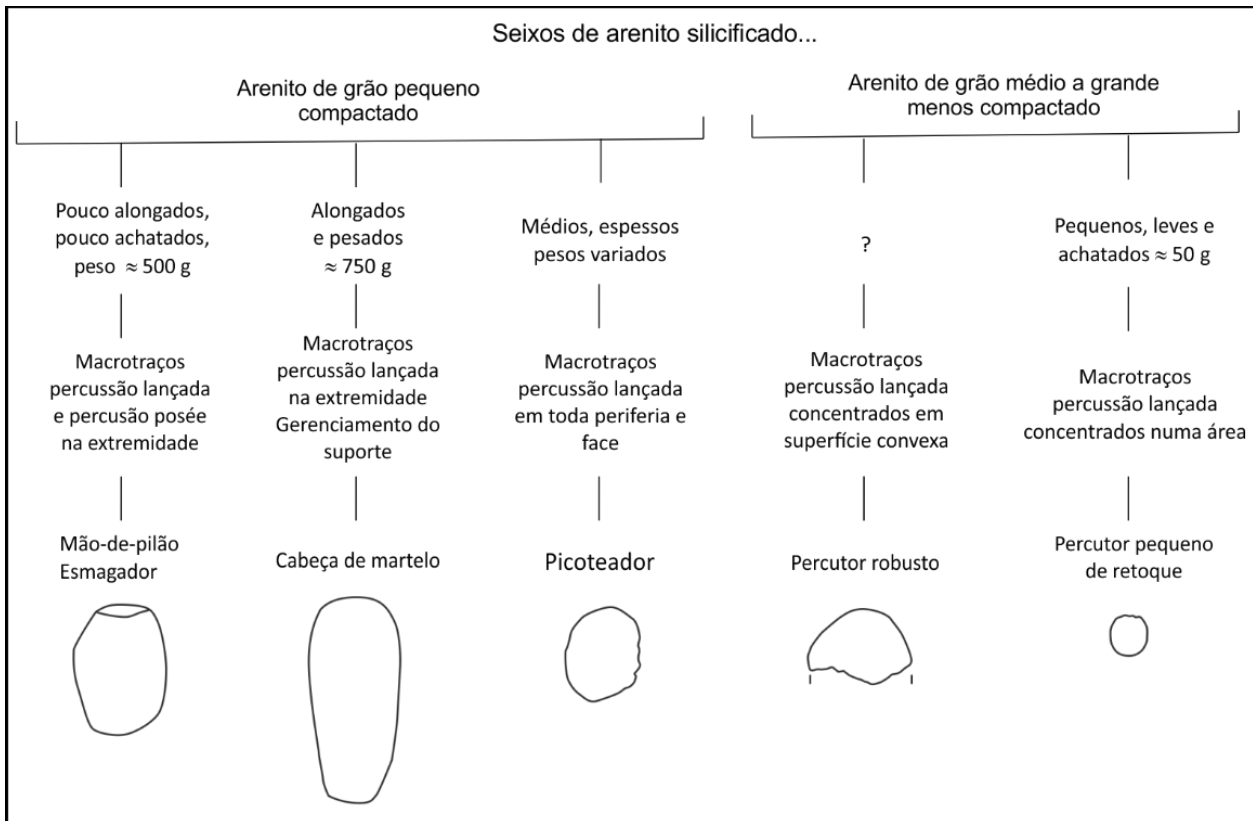 Seixos de arenito silicificado...
Arenito de grão pequeno
compactado
Arenito de grão médio a grande
menos compactado
Pouco alongados,
pouco achatados,
peso ≈ 500 g
Alongados
e pesados
≈ 750 g
Médios, espessos
pesos variados
?
Pequenos, leves e
achatados ≈ 50 g
Macrotraços
percussão lançada
e percusão posée
na extremidade
Macrotraços
percussão lançada
na extremidade
Gerenciamento do
suporte
Macrotraços
percussão lançada
em toda periferia e
face
Macrotraços
percussão lançada
concentrados em
superfície convexa
Macrotraços
percussão lançada
concentrados numa área
Mão-de-pilão
Esmagador
Cabeça de martelo
Picoteador
Percutor robusto
Percutor pequeno
de retoque